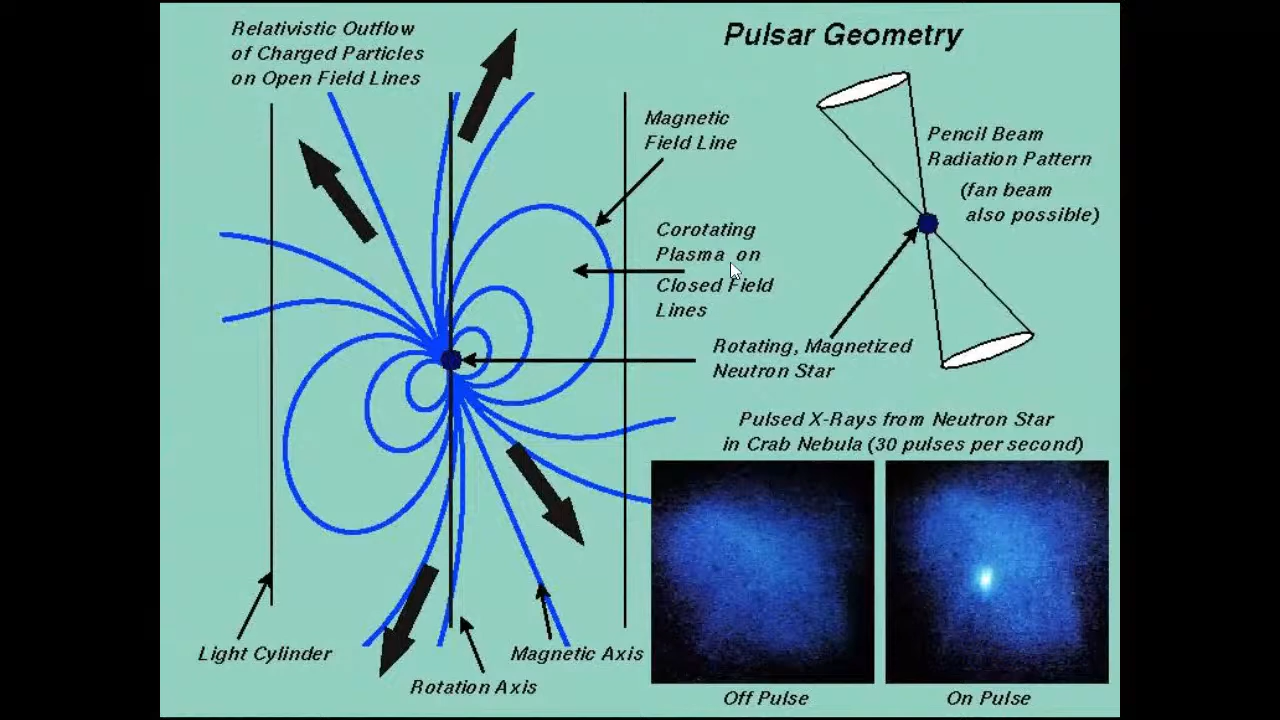 Relativistic Outflow
of Charged Particles
on Open Field Lines
Pulsar Geometry
Magnetic
Field Line
Pencil Beam
Radiation Pattern
(fan beam
also possible)
Corotating
Plasma on
Closed Field
Lines
Rotating, Magnetized
Neutron Star
Pulsed X-Rays from Neutron Star
in Crab Nebula (30 pulses per second)
Light Cylinder
Rotation Axis
Magnetic Axis
Off Pulse
On Pulse